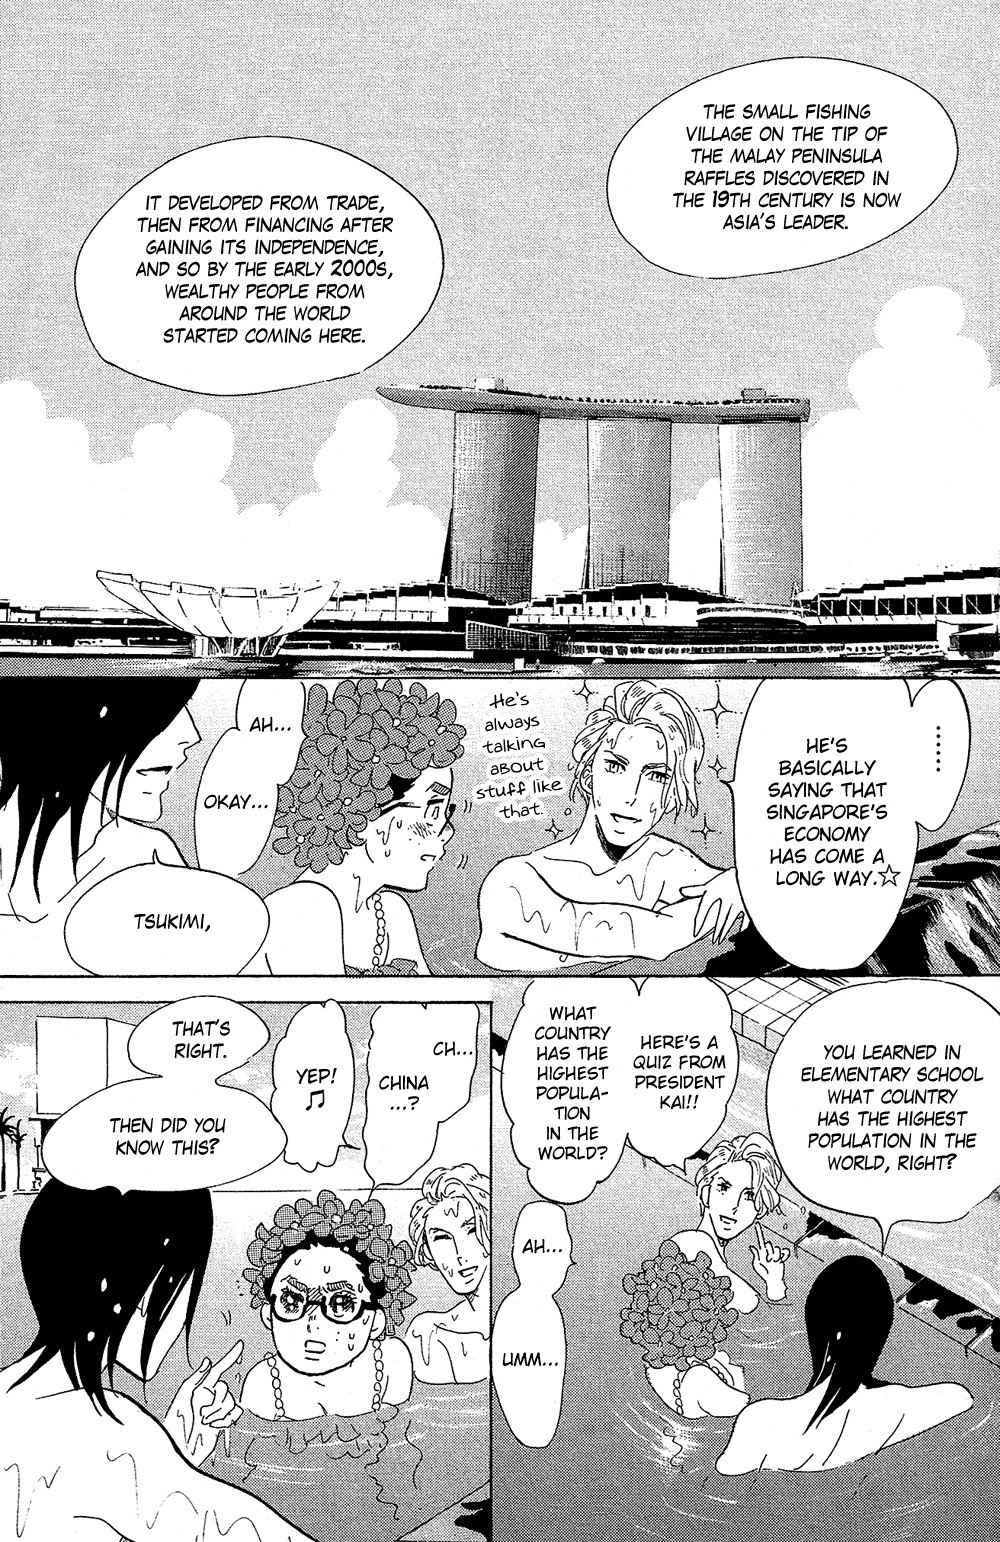 THE SMALL FISHING
VILLAGE ON THE TIP OF
THE MALAY PENINSULA
RAFFLES DISCOVERED IN
THE 19TH CENTURY IS NOW
ASIA'S LEADER.
IT DEVELOPED FROM TRADE,
THEN FROM FINANCING AFTER
GAINING ITS INDEPENDENCE,
AND SO BY THE EARLY 2000S,
WEALTHY PEOPLE FROM
AROUND THE WORLD
STARTED COMING HERE.
......
HE'S
BASICALLY
SAYING THAT
SINGAPORE'S
ECONOMY
HAS COME A
LONG WAY.☆
He's
always
talking
about
stuff like
that.
AH...
OKAY...
TSUKIMI,
YOU LEARNED IN
ELEMENTARY SCHOOL
WHAT COUNTRY
HAS THE HIGHEST
POPULATION IN THE
WORLD, RIGHT?
HERE'S A
QUIZ FROM
PRESIDENT
KAI!!
WHAT
COUNTRY
HAS THE
HIGHEST
POPULA-
TION
IN THE
WORLD?
AH...
UMM...
CH...
CHINA
...?
YEP!
♫
THAT'S
RIGHT.
THEN DID YOU
KNOW THIS?